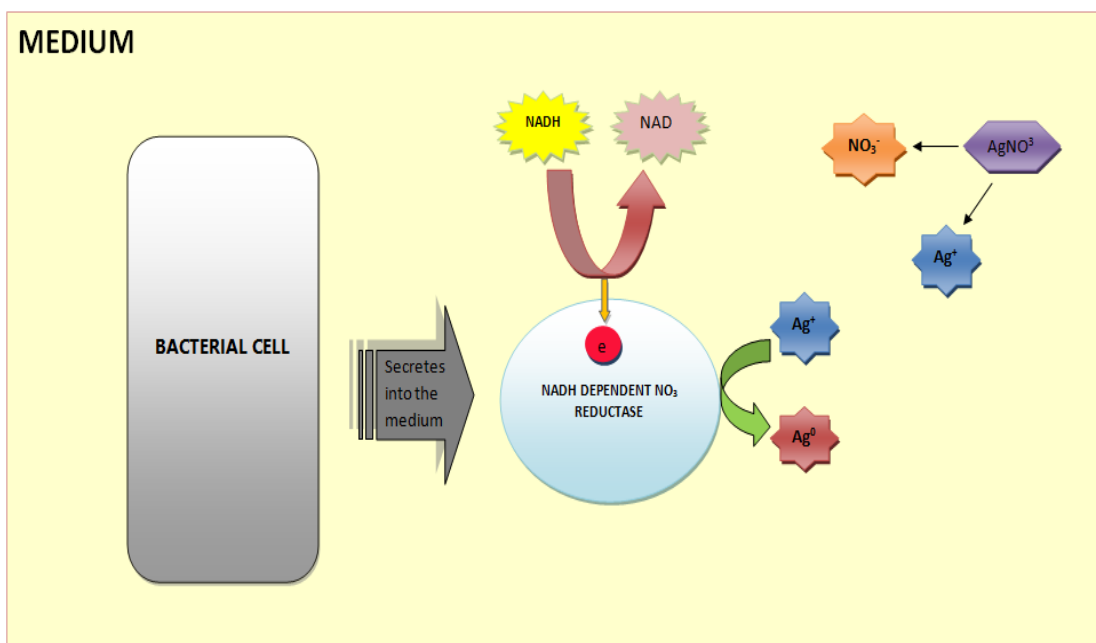 MEDIUM
NADH
NAD
NO₃⁻
AgNO³
Ag⁺
BACTERIAL CELL
Secretes
into the
medium
e
NADH DEPENDENT NO₃
REDUCTASE
Ag⁺
Ag⁰